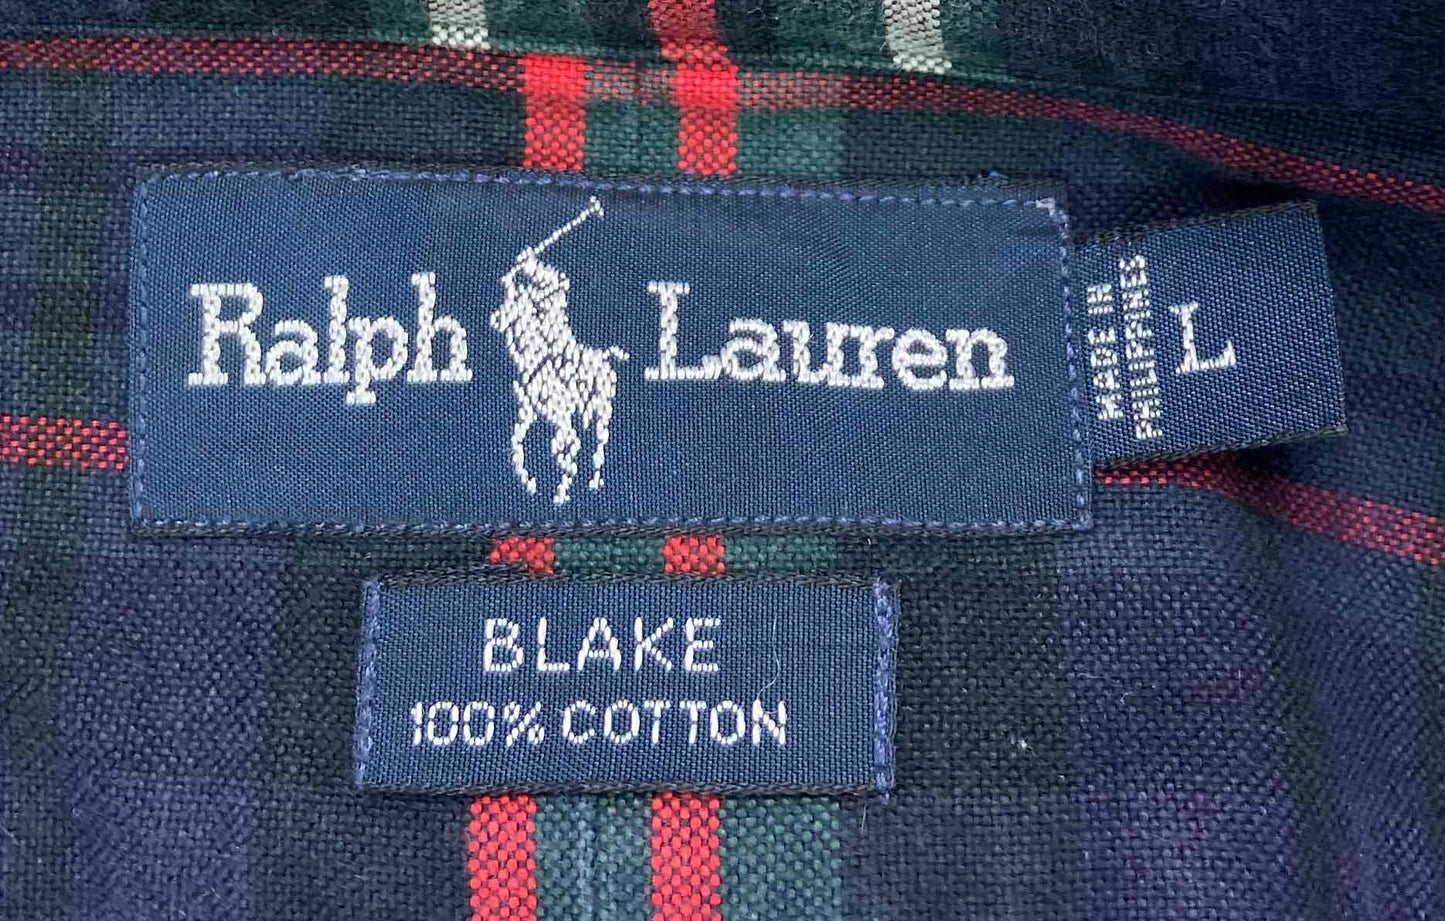 Ralph Lauren
MADE IN
PHILIPPINES
L
BLAKE
100% COTTON